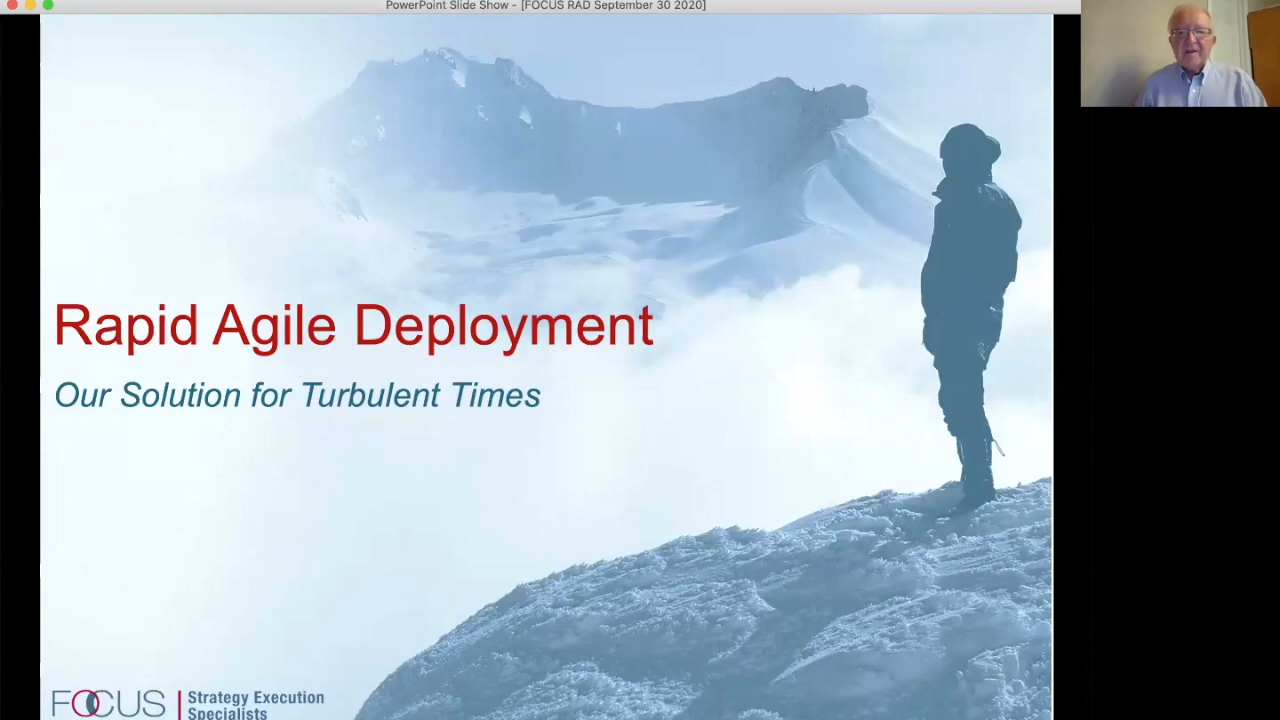 PowerPoint Slide Show - [FOCUS RAD September 30 2020]
Rapid Agile Deployment
Our Solution for Turbulent Times
FOCUS
Strategy Execution
Specialists